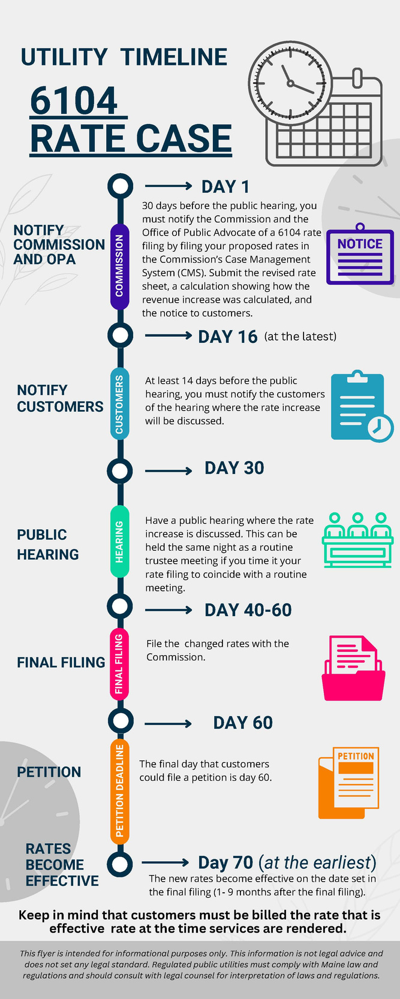 UTILITY TIMELINE
6104
RATE CASE
DAY 1
30 days before the public hearing, you
must notify the Commission and the
Office of Public Advocate of a 6104 rate
filing by filing your proposed rates in
the Commission's Case Management
System (CMS). Submit the revised rate
sheet, a calculation showing how the
revenue increase was calculated, and
the notice to customers.
NOTIFY
COMMISSION
AND OPA
COMMISSION
NOTICE
DAY 16 (at the latest)
NOTIFY
CUSTOMERS
CUSTOMERS
At least 14 days before the public
hearing, you must notify the customers
of the hearing where the rate increase
will be discussed.
DAY 30
PUBLIC
HEARING
HEARING
Have a public hearing where the rate
increase is discussed. This can be
held the same night as a routine
trustee meeting if you time it your
rate filing to coincide with a routine
meeting.
DAY 40-60
FINAL FILING
FINAL FILING
File the changed rates with the
Commission.
DAY 60
PETITION
PETITION DEADLINE
The final day that customers
could file a petition is day 60.
PETITION
RATES
BECOME
EFFECTIVE
Day 70 (at the earliest)
The new rates become effective on the date set in
the final filing (1- 9 months after the final filing).
Keep in mind that customers must be billed the rate that is
effective rate at the time services are rendered.
This flyer is intended for informational purposes only. This information is not legal advice and
does not set any legal standard. Regulated public utilities must comply with Maine law and
regulations and should consult with legal counsel for interpretation of laws and regulations.